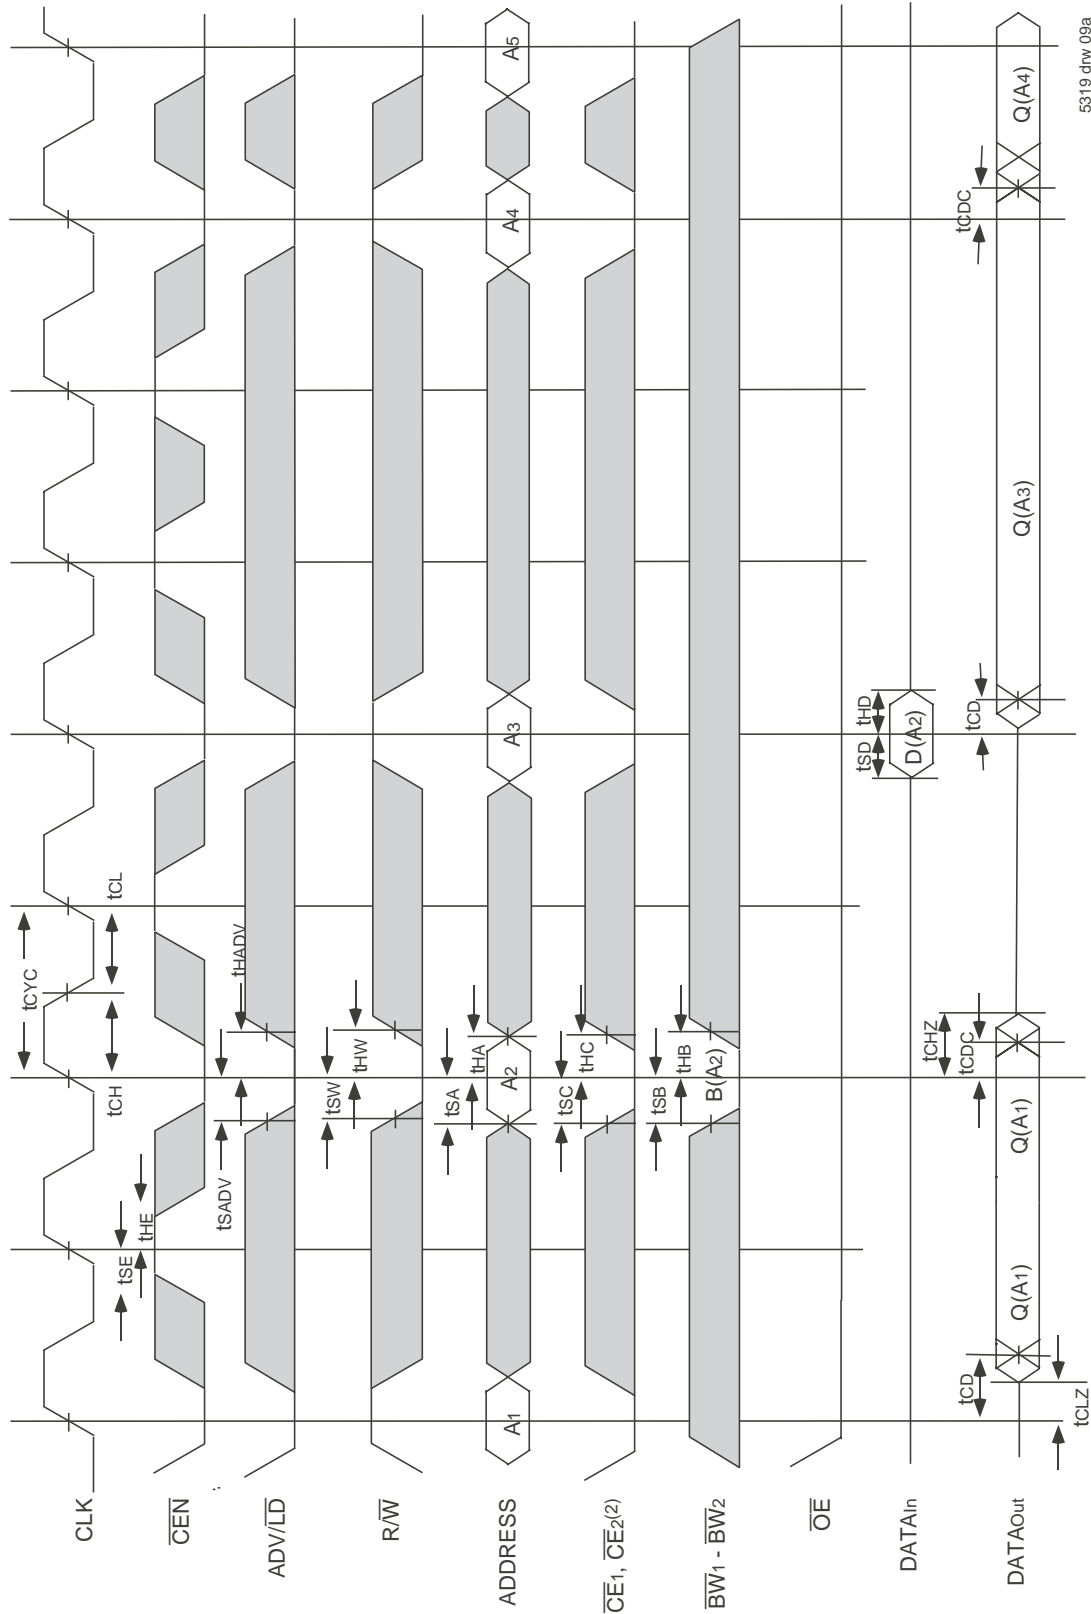 CLK
tCYC
tCH
tCL
tSE
tHE
CEN
tSADV
tHADV
ADV/LD
tSW
tHW
R/W
tSA
tHA
ADDRESS
A1
A2
A3
A4
A5
tSC
tHC
CE1, CE2(2)
tSB
tHB
B(A2)
BW1 - BW2
OE
tSD
tHD
D(A2)
DATAIn
tCD
tCLZ
Q(A1)
Q(A1)
tCHZ
tCDC
tCD
Q(A3)
tCDC
Q(A4)
DATAOut
5319 drw 09a